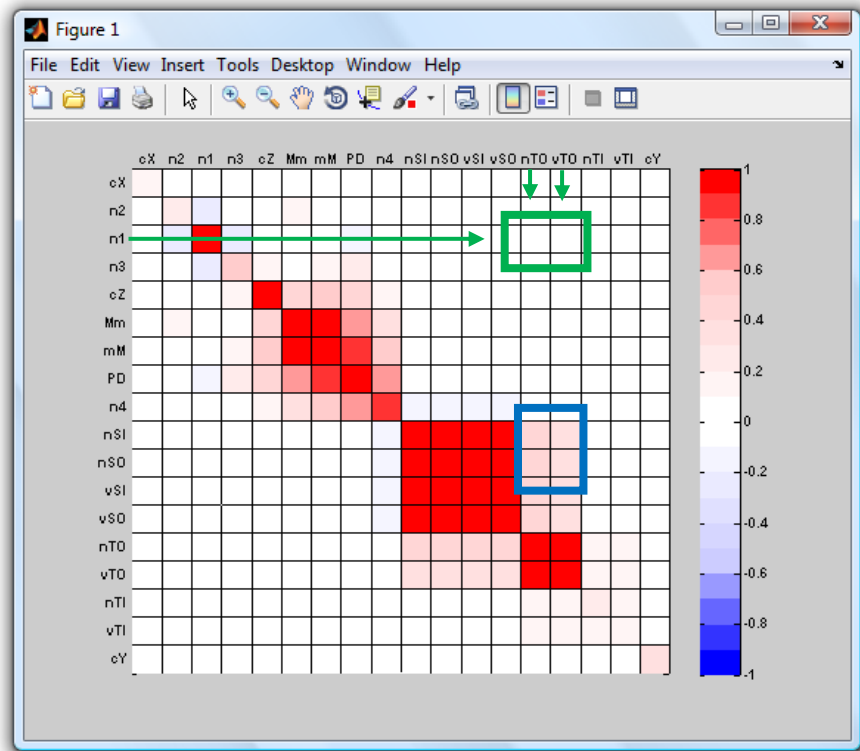 Figure 1
File Edit View Insert Tools Desktop Window Help
cX n2 n1 n3 cZ Mm mM PD n4 nSI nSO vSI vSO nTO vTO nTI vTI cY
cX
n2
n1
n3
cZ
Mm
mM
PD
n4
nSI
nSO
vSI
vSO
nTO
vTO
nTI
vTI
cY
1
0.8
0.6
0.4
0.2
0
-0.2
-0.4
-0.6
-0.8
-1